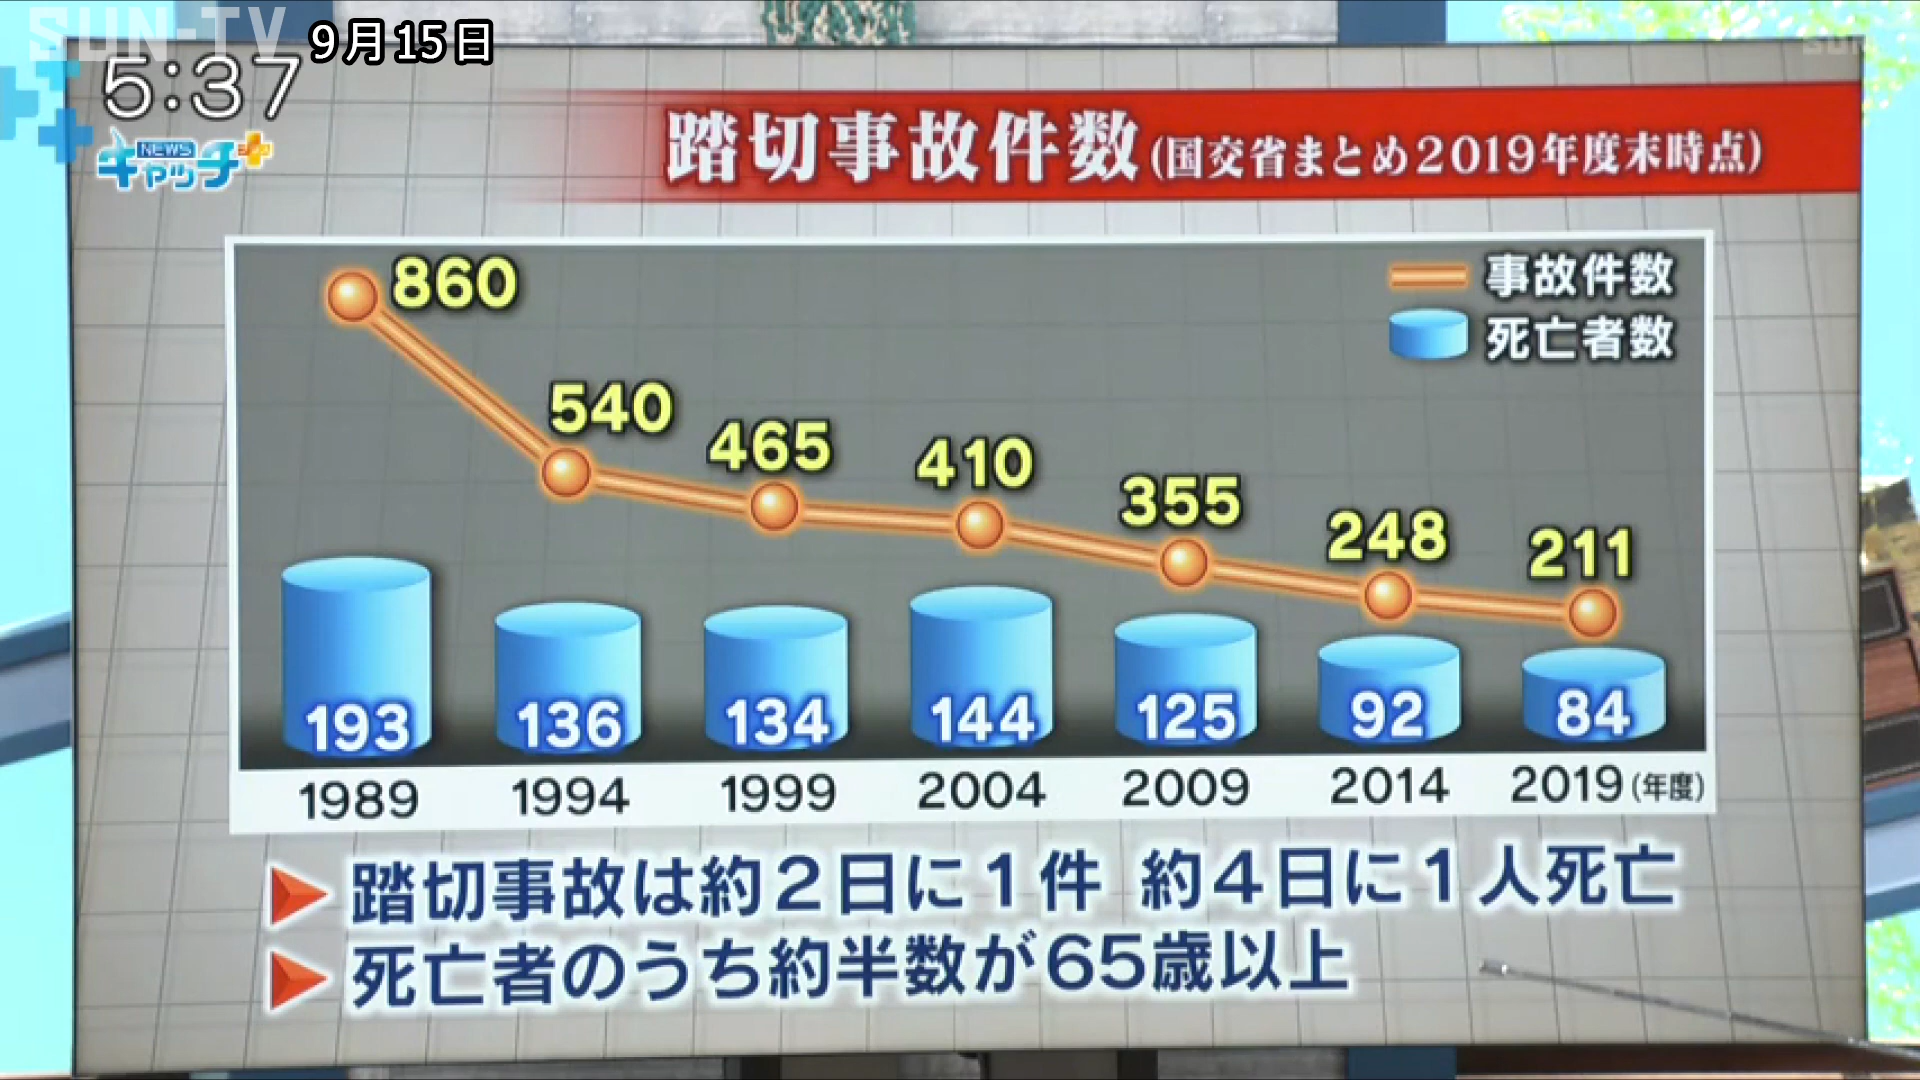 SUN-TV
9月15日
5:37
NEWS
キャッチ+
踏切事故件数(国交省まとめ2019年度末時点)
事故件数
死亡者数
860
540
465
410
355
248
211
193
136
134
144
125
92
84
1989
1994
1999
2004
2009
2014
2019(年度)
踏切事故は約2日に1件 約4日に1人死亡
死亡者のうち約半数が65歳以上